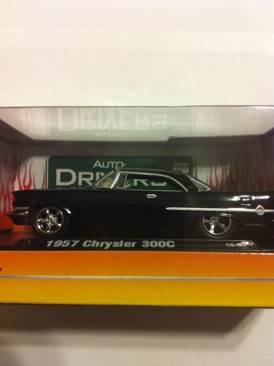 AUTO-
DRIVERS
1957 Chrysler 300C